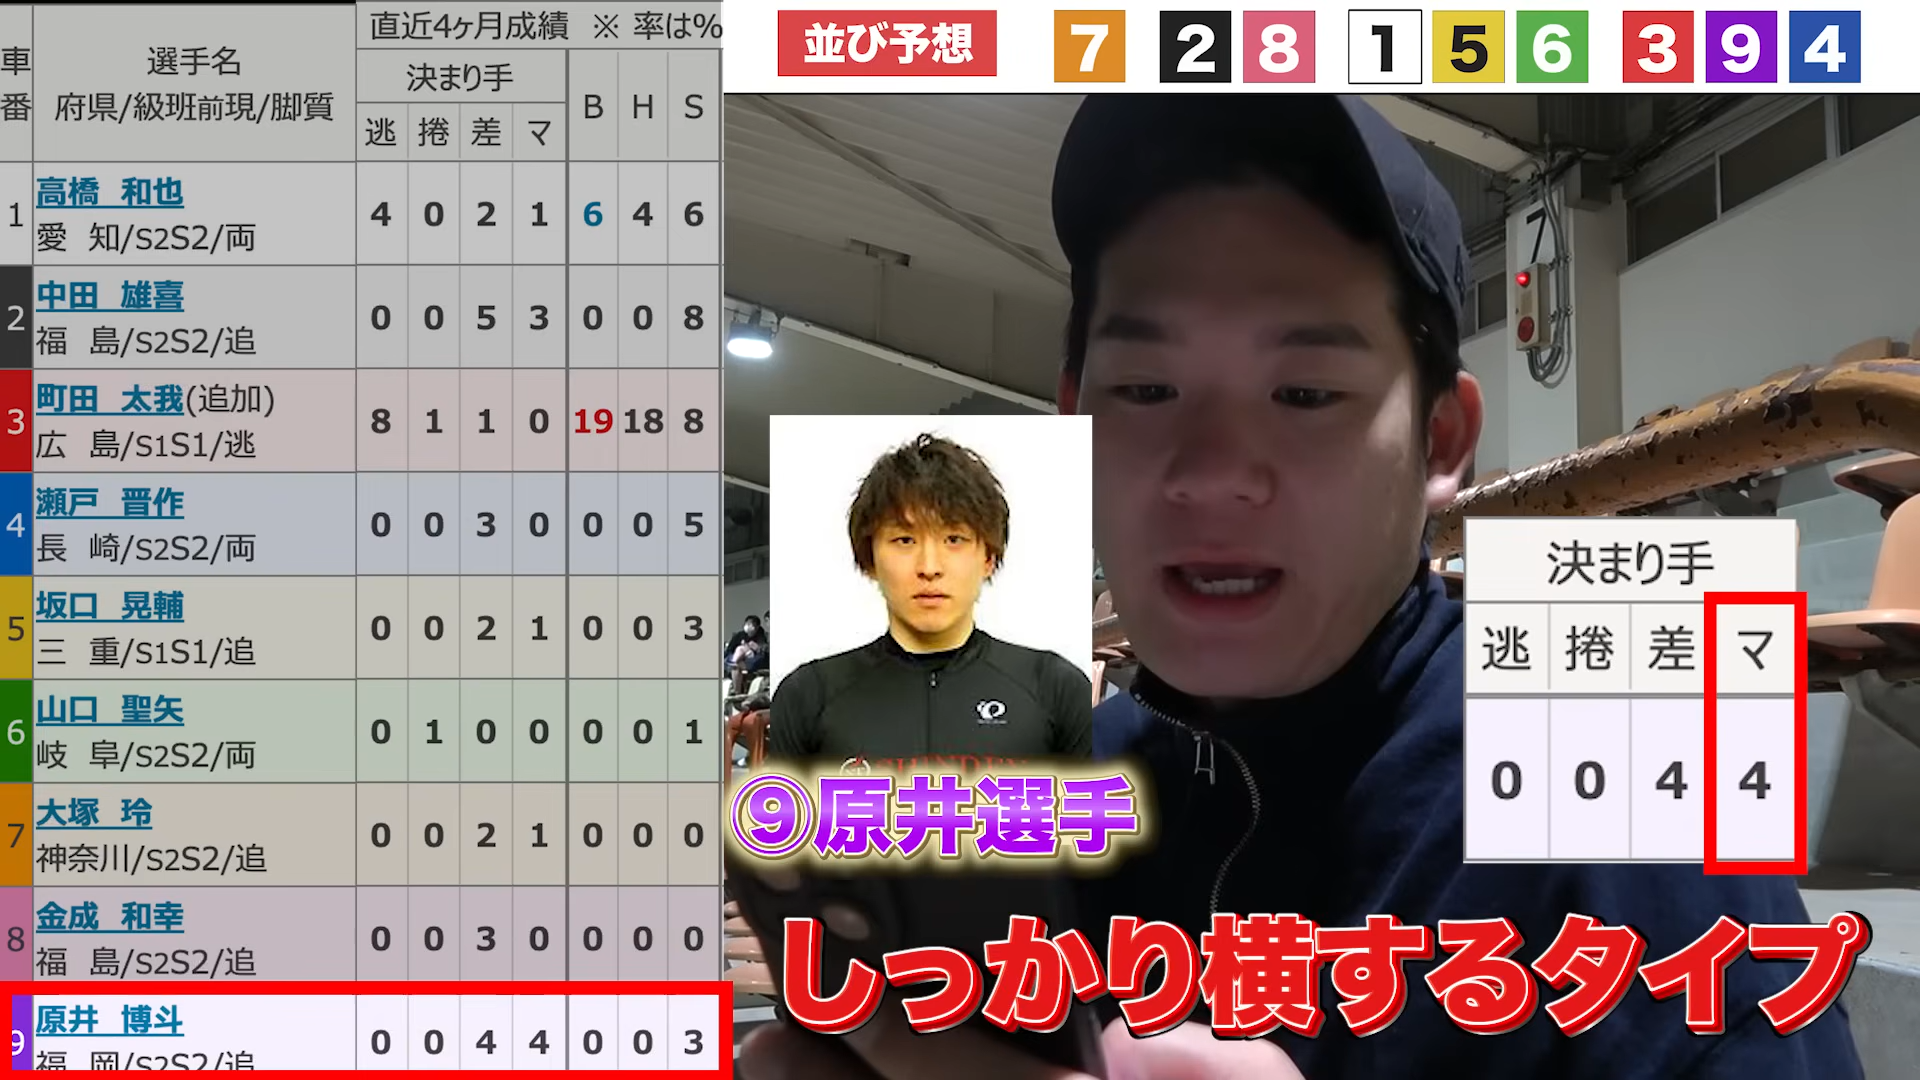 車番
選手名
府県/級班前現/脚質
直近4ヶ月成績 ※ 率は%
決まり手
逃 捲 差 マ B H S
1 高橋 和也 4 0 2 1 6 4 6
愛 知/S2S2/両
2 中田 雄喜 0 0 5 3 0 0 8
福 島/S2S2/追
3 町田 太我(追加) 8 1 1 0 19 18 8
広 島/S1S1/逃
4 瀬戸 晋作 0 0 3 0 0 0 5
長 崎/S2S2/両
5 坂口 晃輔 0 0 2 1 0 0 3
三 重/S1S1/追
6 山口 聖矢 0 1 0 0 0 0 1
岐 阜/S2S2/両
7 大塚 玲 0 0 2 1 0 0 0
神奈川/S2S2/追
8 金成 和幸 0 0 3 0 0 0 0
福 島/S2S2/追
9 原井 博斗 0 0 4 4 0 0 3
福 岡/S2S2/追
並び予想 7 2 8 1 5 6 3 9 4
7
決まり手
逃 捲 差 マ
0 0 4 4
⑨原井選手
しっかり横するタイプ